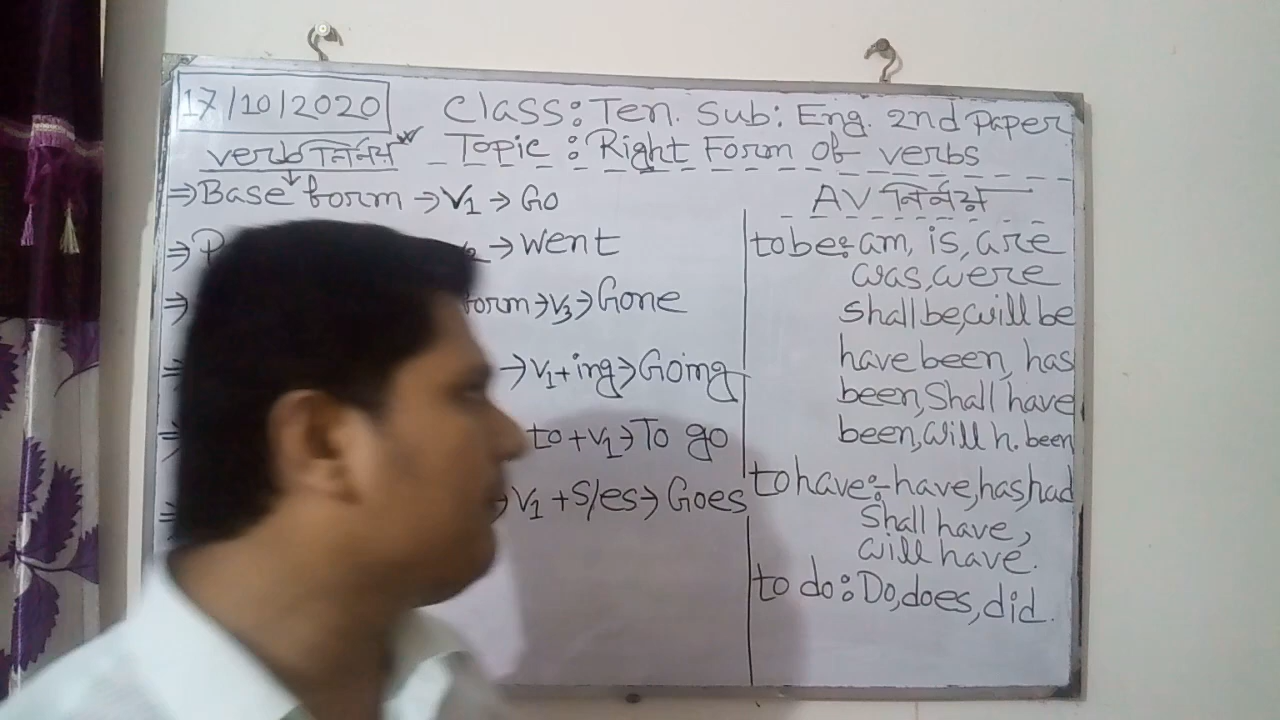 17/10/2020
Class: Ten. Sub: Eng. 2nd Paper
Topic: Right Form Of verbs
verb নির্নয়
⇒ Base form → V1 → Go
⇒ P → went
⇒ form → V3 → Gone
⇒ → V1 + ing → Going
⇒ to + V1 → To go
⇒ → V1 + S/es → Goes
AV নির্নয়
to be: am, is, are
was, were
shall be, will be
have been, has
been, Shall have
been, will h. been
to have:- have, has, had
Shall have,
will have.
to do: Do, does, did.